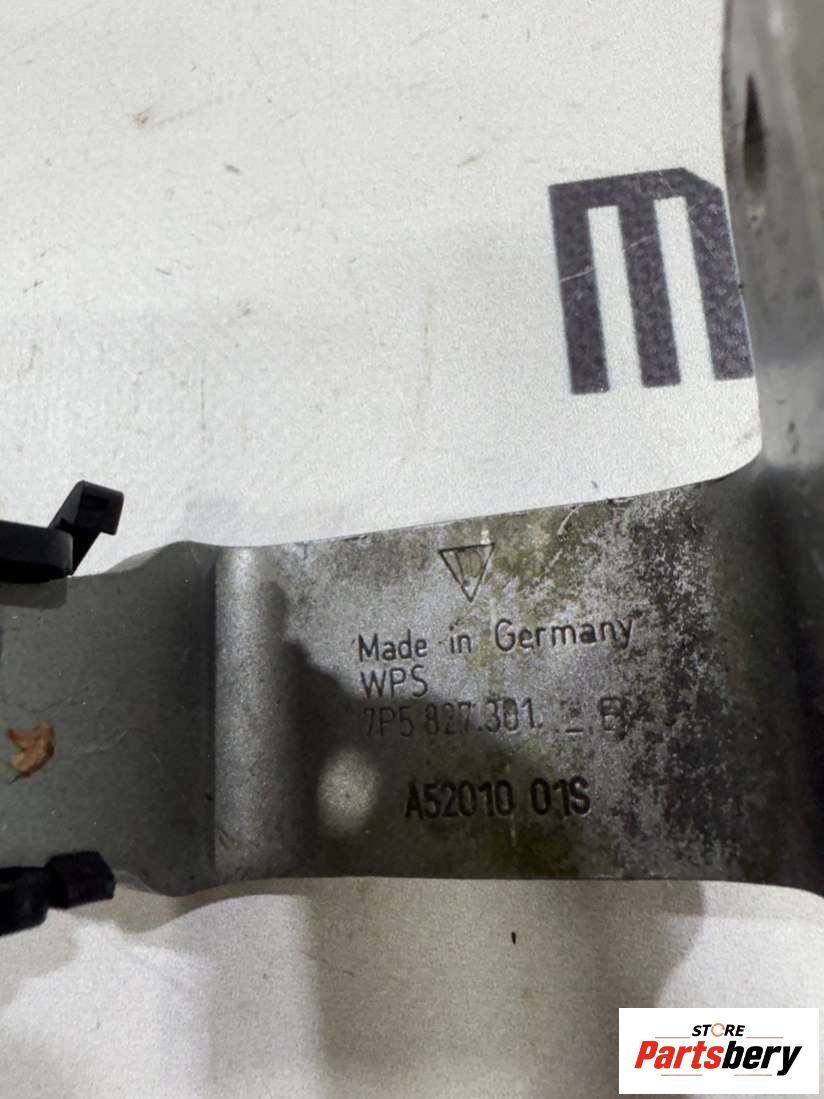 Made in Germany
WPS
7P5 827.301. _ B
A52010 01S
STORE
Partsbery